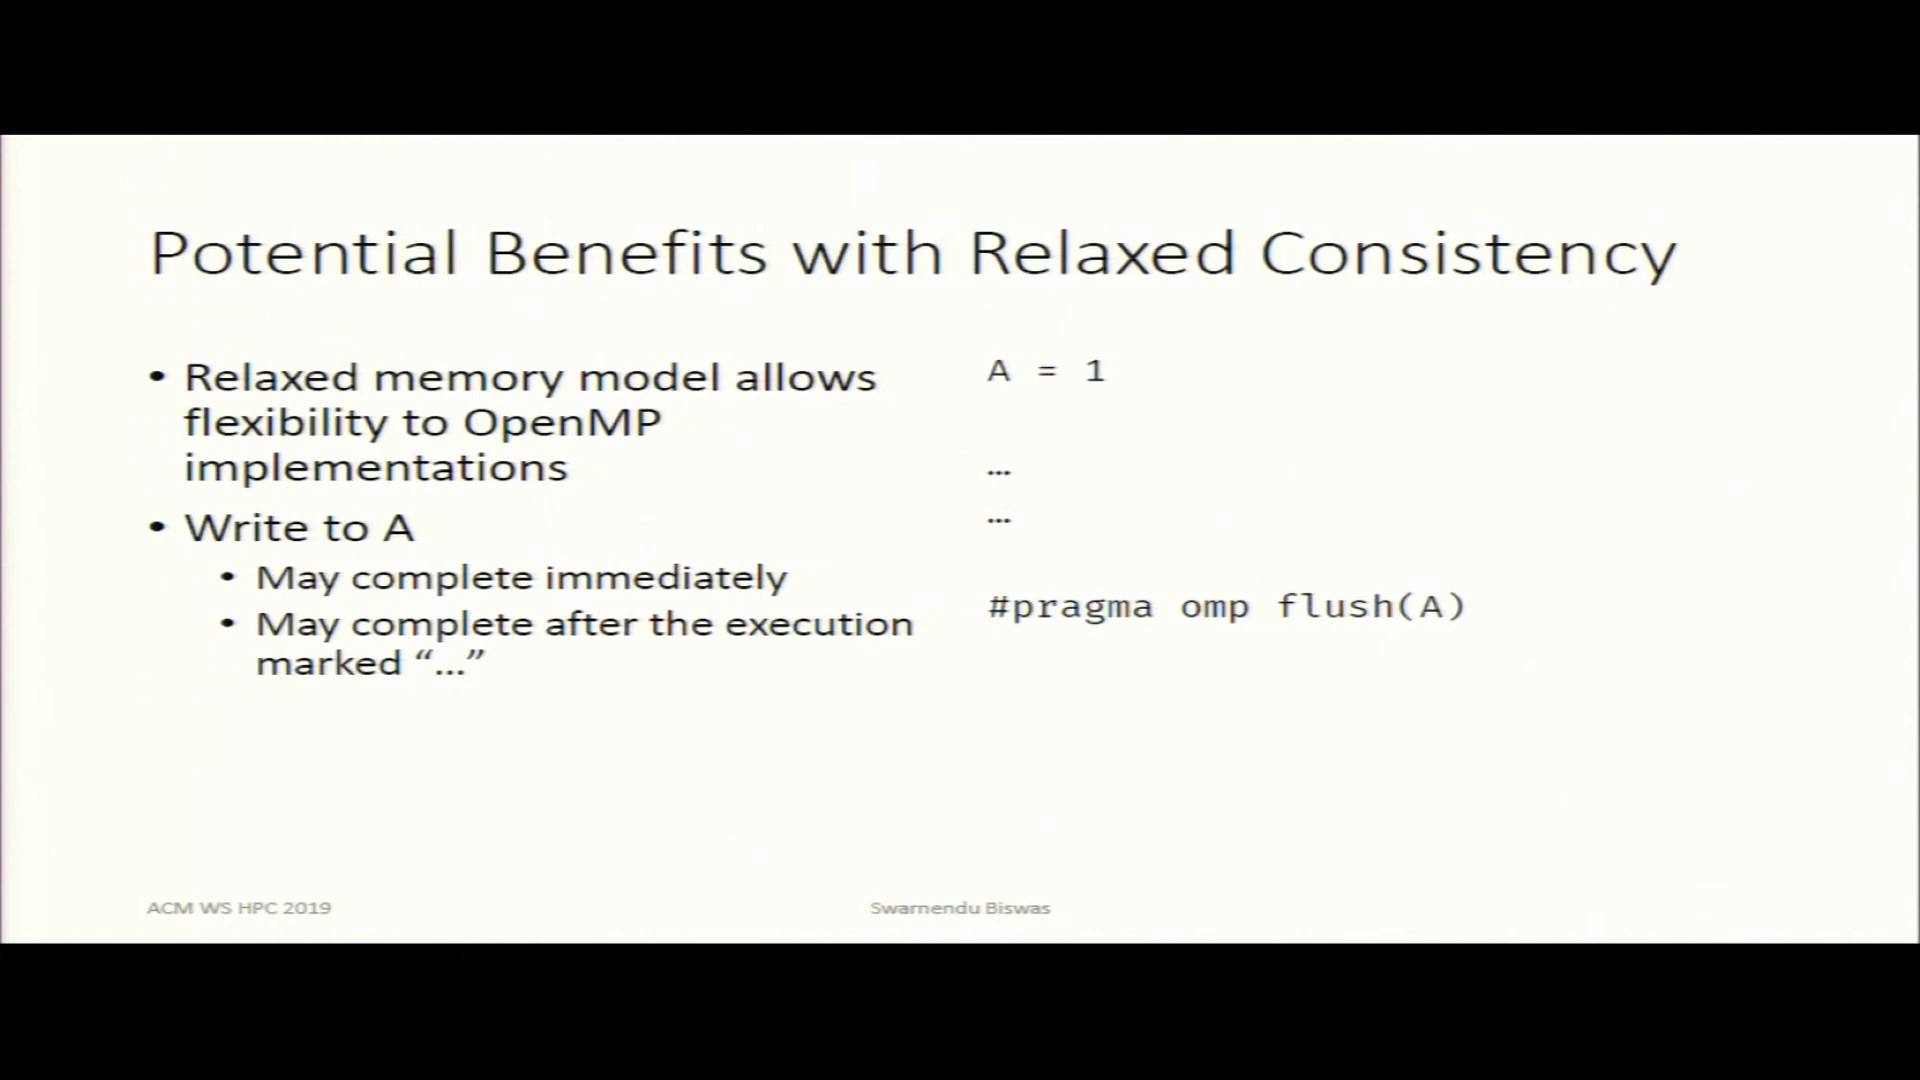 Potential Benefits with Relaxed Consistency
• Relaxed memory model allows
flexibility to OpenMP
implementations
• Write to A
• May complete immediately
• May complete after the execution
marked “…”
A = 1
…
…
#pragma omp flush(A)
ACM WS HPC 2019
Swarnendu Biswas